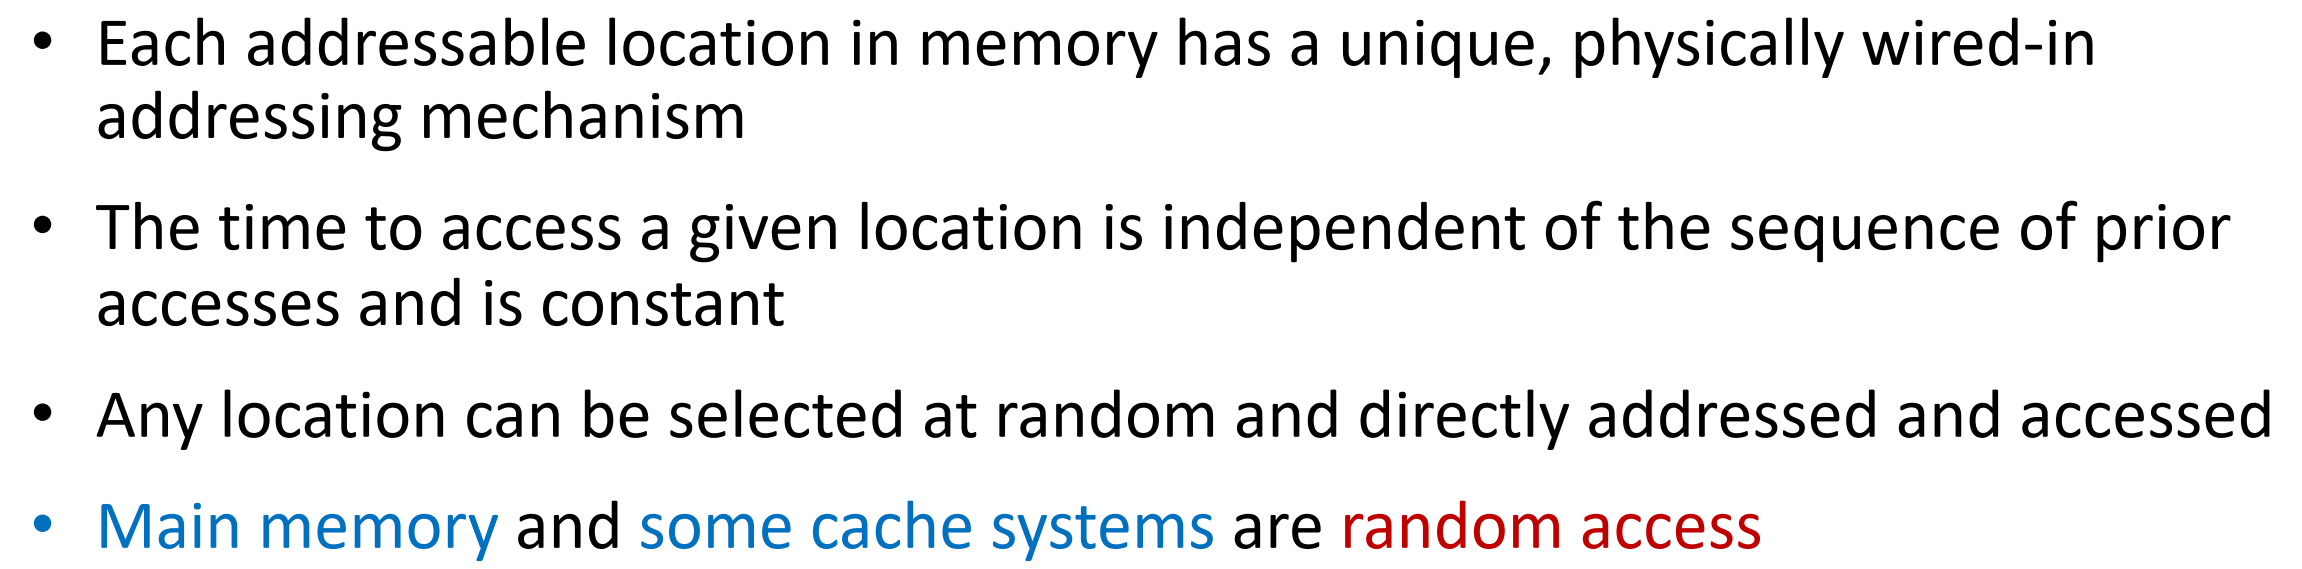 • Each addressable location in memory has a unique, physically wired-in
addressing mechanism
• The time to access a given location is independent of the sequence of prior
accesses and is constant
• Any location can be selected at random and directly addressed and accessed
• Main memory and some cache systems are random access